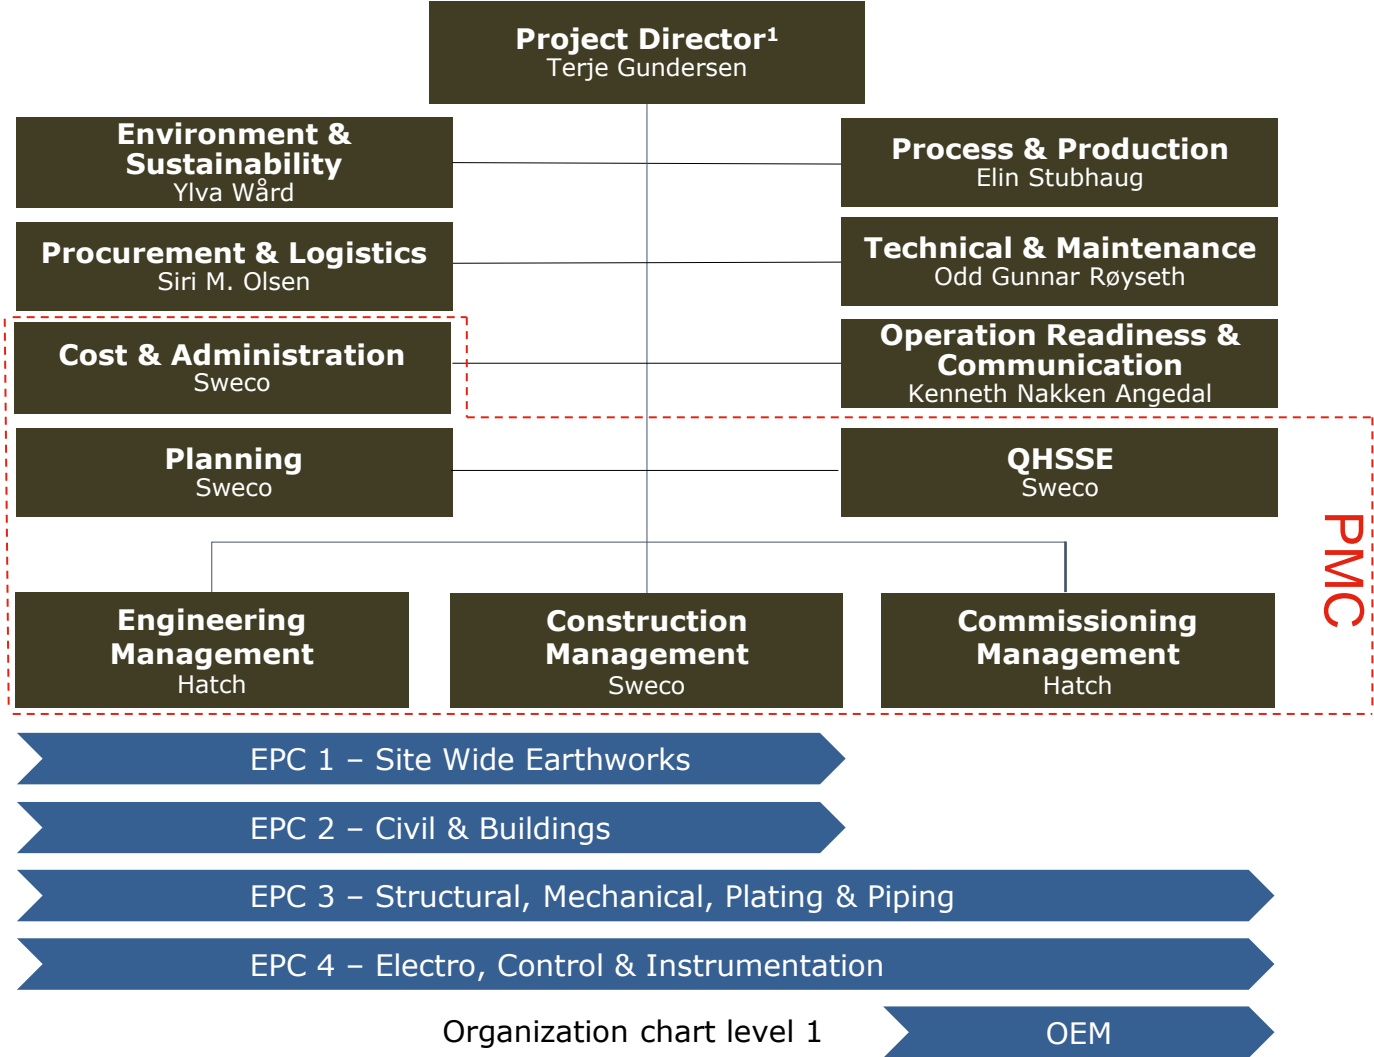 Project Director¹
Terje Gundersen
Environment &
Sustainability
Ylva Wård
Process & Production
Elin Stubhaug
Procurement & Logistics
Siri M. Olsen
Technical & Maintenance
Odd Gunnar Røyseth
Cost & Administration
Sweco
Operation Readiness &
Communication
Kenneth Nakken Angedal
Planning
Sweco
QHSSE
Sweco
PMC
Engineering
Management
Hatch
Construction
Management
Sweco
Commissioning
Management
Hatch
EPC 1 – Site Wide Earthworks
EPC 2 – Civil & Buildings
EPC 3 – Structural, Mechanical, Plating & Piping
EPC 4 – Electro, Control & Instrumentation
Organization chart level 1
OEM